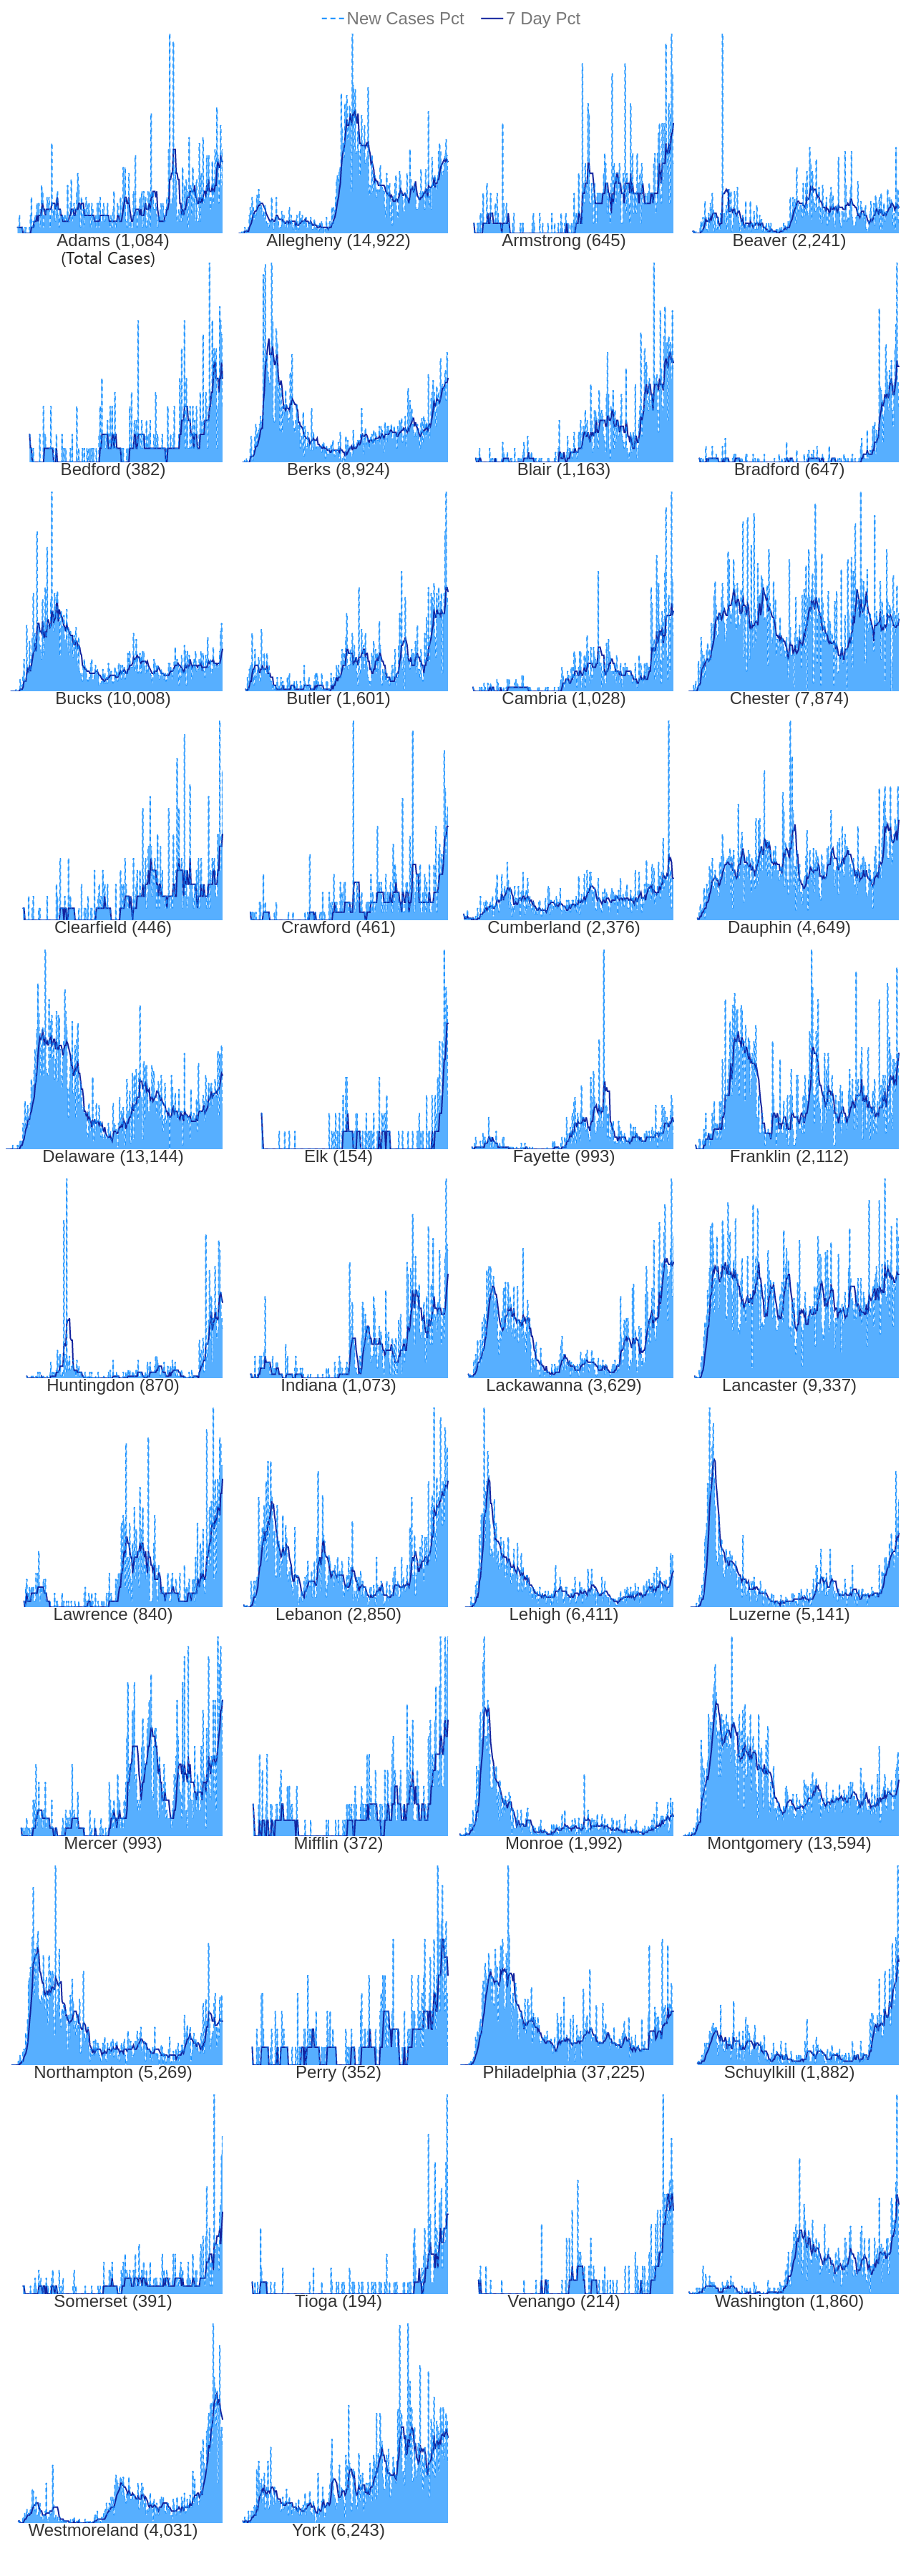 New Cases Pct 7 Day Pct
Adams (1,084) Allegheny (14,922) Armstrong (645) Beaver (2,241)
(Total Cases)
Bedford (382) Berks (8,924) Blair (1,163) Bradford (647)
Bucks (10,008) Butler (1,601) Cambria (1,028) Chester (7,874)
Clearfield (446) Crawford (461) Cumberland (2,376) Dauphin (4,649)
Delaware (13,144) Elk (154) Fayette (993) Franklin (2,112)
Huntingdon (870) Indiana (1,073) Lackawanna (3,629) Lancaster (9,337)
Lawrence (840) Lebanon (2,850) Lehigh (6,411) Luzerne (5,141)
Mercer (993) Mifflin (372) Monroe (1,992) Montgomery (13,594)
Northampton (5,269) Perry (352) Philadelphia (37,225) Schuylkill (1,882)
Somerset (391) Tioga (194) Venango (214) Washington (1,860)
Westmoreland (4,031) York (6,243)